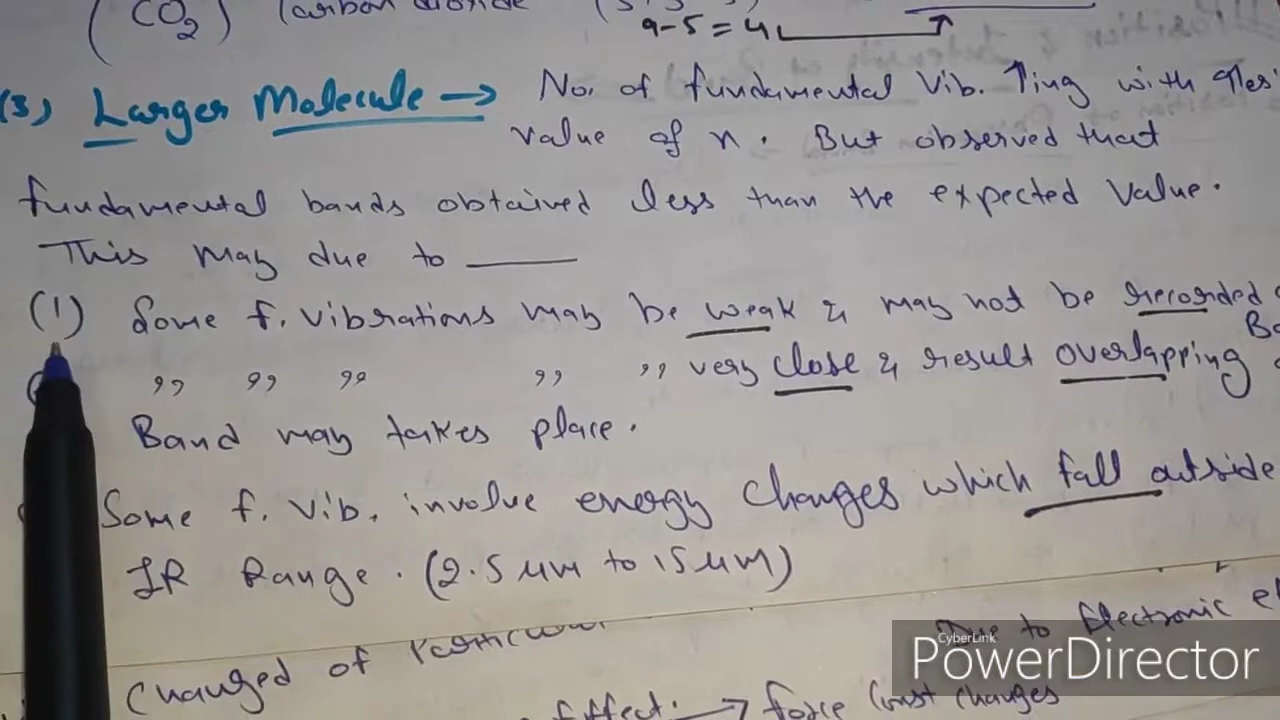 (CO2) (carbon dioxide
9-5=4
(3) Larger Molecule → No. of fundamental Vib. ↑ing with ↑es
value of n. But observed that
fundamental bands obtained less than the expected value.
This may due to ______
(1) Some f. vibrations may be weak & may not be recorded
,, ,, ,, ,, ,, very close & result overlapping
Band may takes place.
Some f. Vib. involve energy changes which fall outside
IR Range. (2.5 um to 15 um)
Changed of
Due to Electronic
Effect. → force const changes
CyberLink
PowerDirector